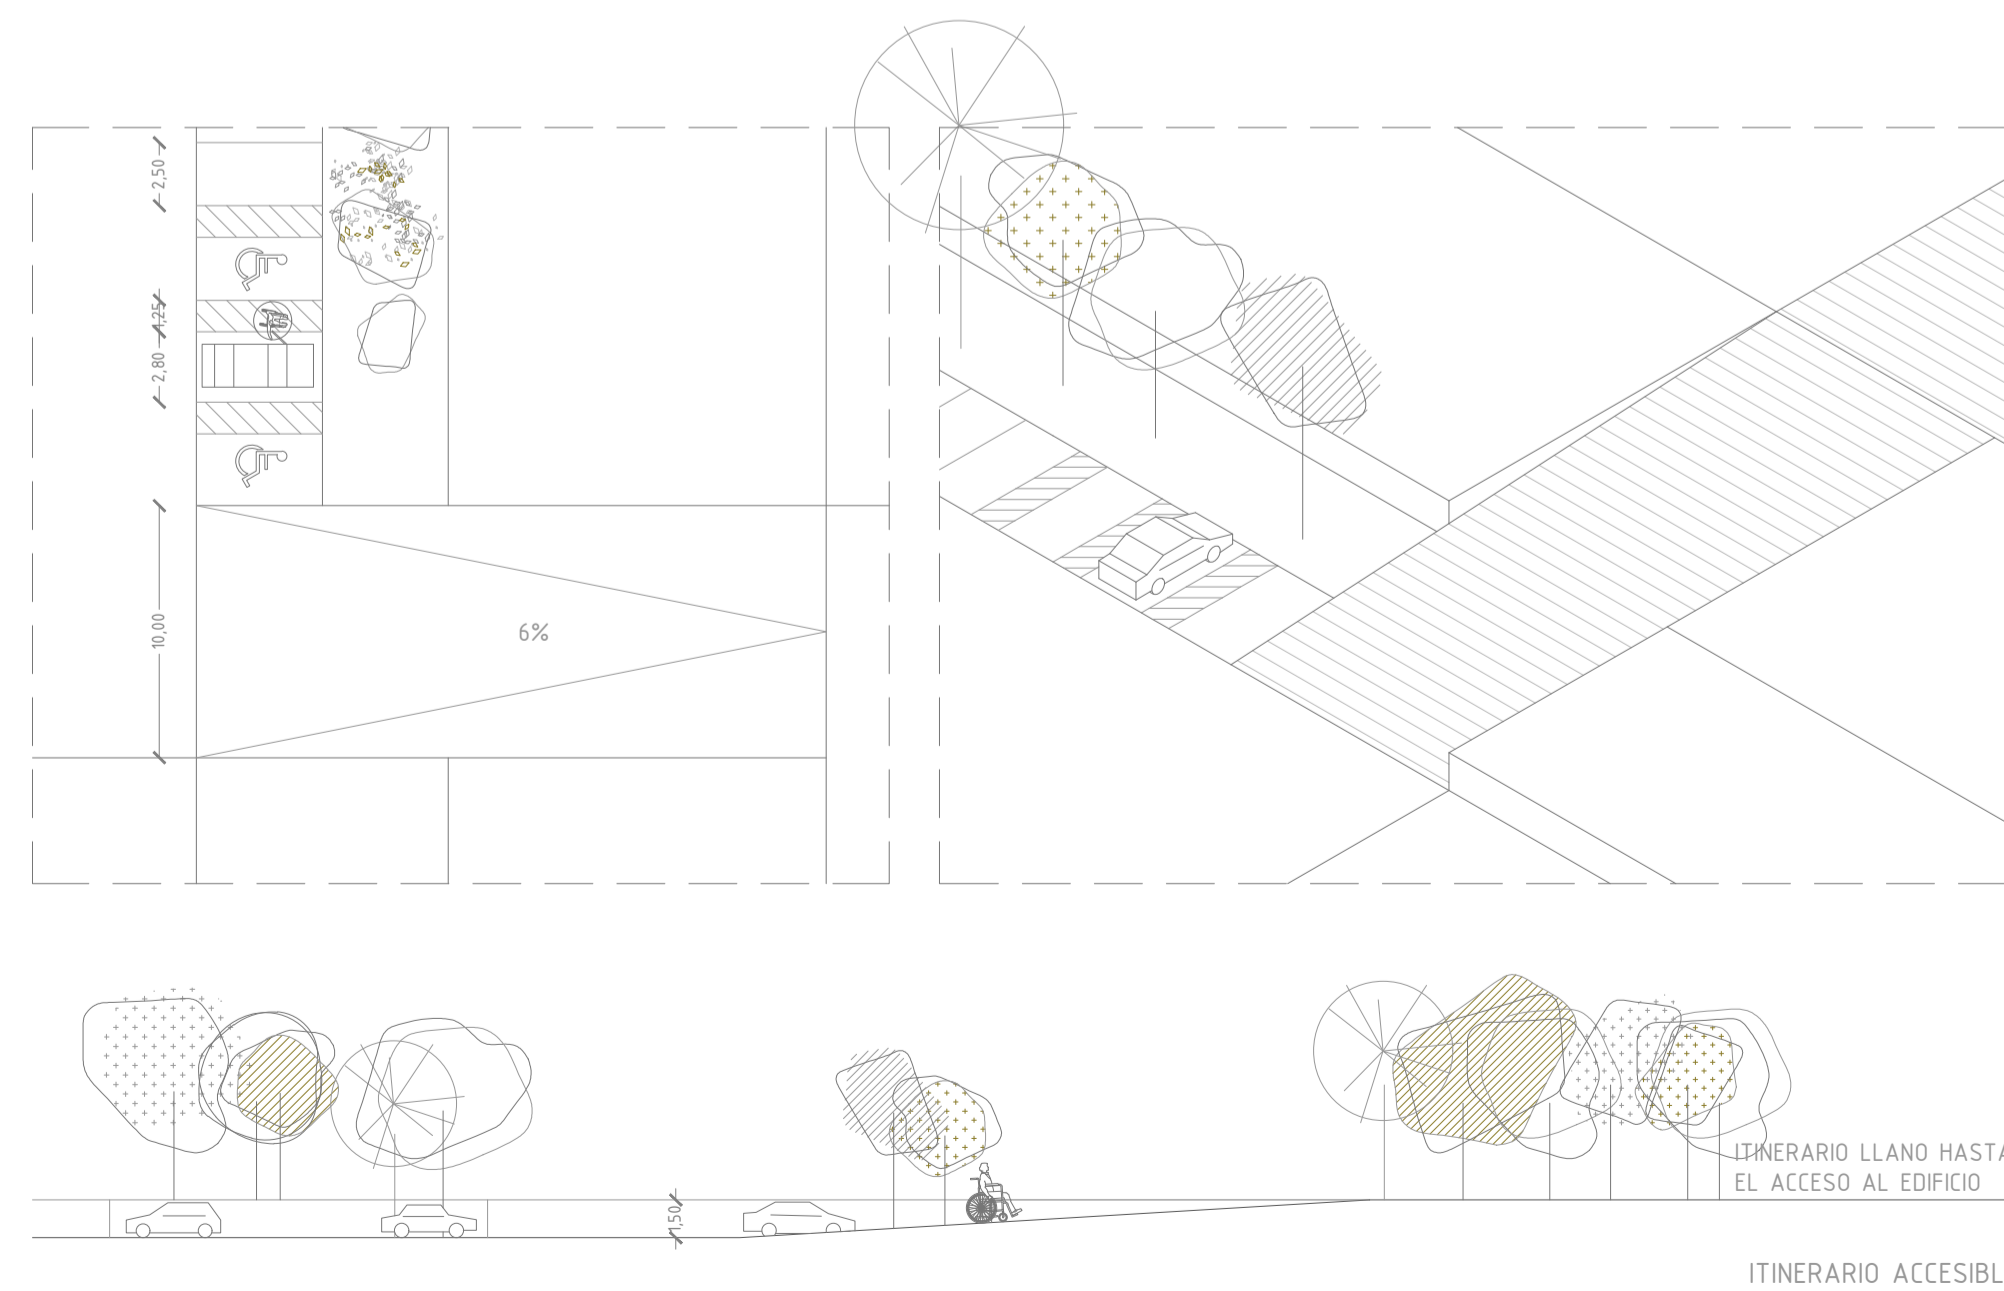 2,50
1,25
2,80
10,00
6%
1,50
ITINERARIO LLANO HASTA
EL ACCESO AL EDIFICIO
ITINERARIO ACCESIBL